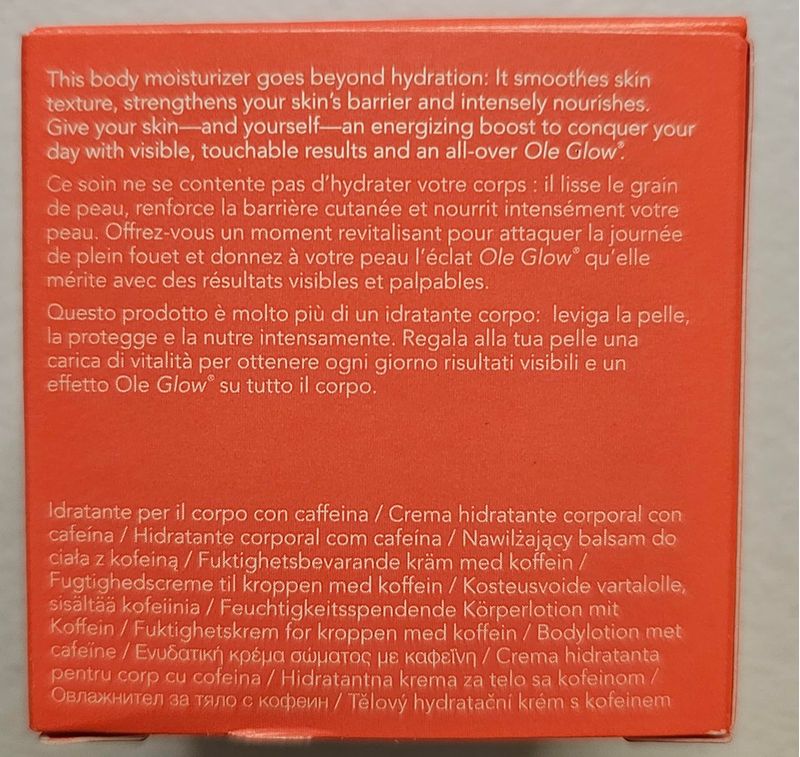 This body moisturizer goes beyond hydration: It smoothes skin
texture, strengthens your skin's barrier and intensely nourishes.
Give your skin—and yourself—an energizing boost to conquer your
day with visible, touchable results and an all-over Ole Glow®.
Ce soin ne se contente pas d'hydrater votre corps : il lisse le grain
de peau, renforce la barrière cutanée et nourrit intensément votre
peau. Offrez-vous un moment revitalisant pour attaquer la journée
de plein fouet et donnez à votre peau l'éclat Ole Glow® qu'elle
mérite avec des résultats visibles et palpables.
Questo prodotto è molto più di un idratante corpo: leviga la pelle,
la protegge e la nutre intensamente. Regala alla tua pelle una
carica di vitalità per ottenere ogni giorno risultati visibili e un
effetto Ole Glow® su tutto il corpo.
Idratante per il corpo con caffeina / Crema hidratante corporal con
cafeína / Hidratante corporal com cafeína / Nawilżający balsam do
ciała z kofeiną / Fuktighetsbevarande kräm med koffein /
Fugtighedscreme til kroppen med koffein / Kosteusvoide vartalolle,
sisältää kofeiinia / Feuchtigkeitsspendende Körperlotion mit
Koffein / Fuktighetskrem for kroppen med koffein / Bodylotion met
cafeïne / Ενυδατική κρέμα σώματος με καφεΐνη / Crema hidratanta
pentru corp cu cofeina / Hidratantna krema za telo sa kofeinom /
Овлажнител за тяло с кофеин / Tělový hydratační krém s kofeinem